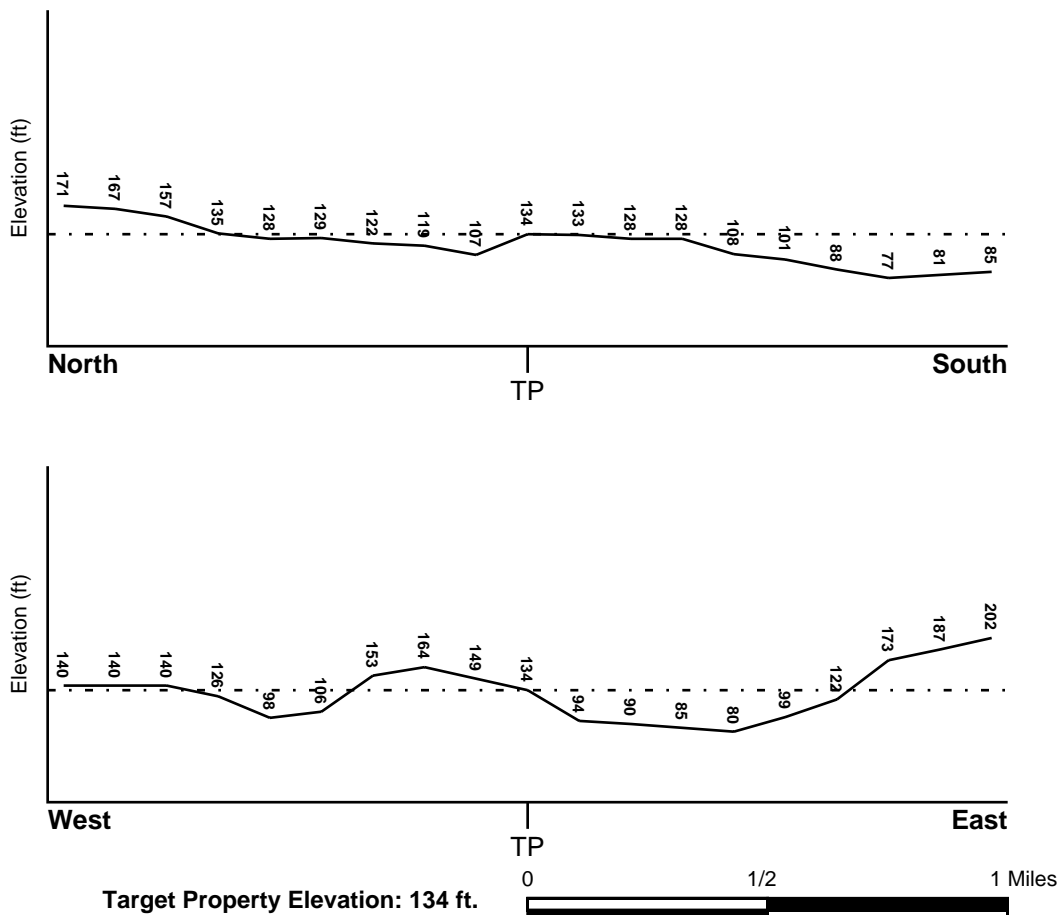 Elevation (ft)
171 167 157 135 128 129 122 119 107 134 133 128 128 108 101 88 77 81 85
North South
TP
Elevation (ft)
140 140 140 126 98 106 153 164 149 134 94 90 85 80 99 122 173 187 202
West East
TP
Target Property Elevation: 134 ft.
0 1/2 1 Miles